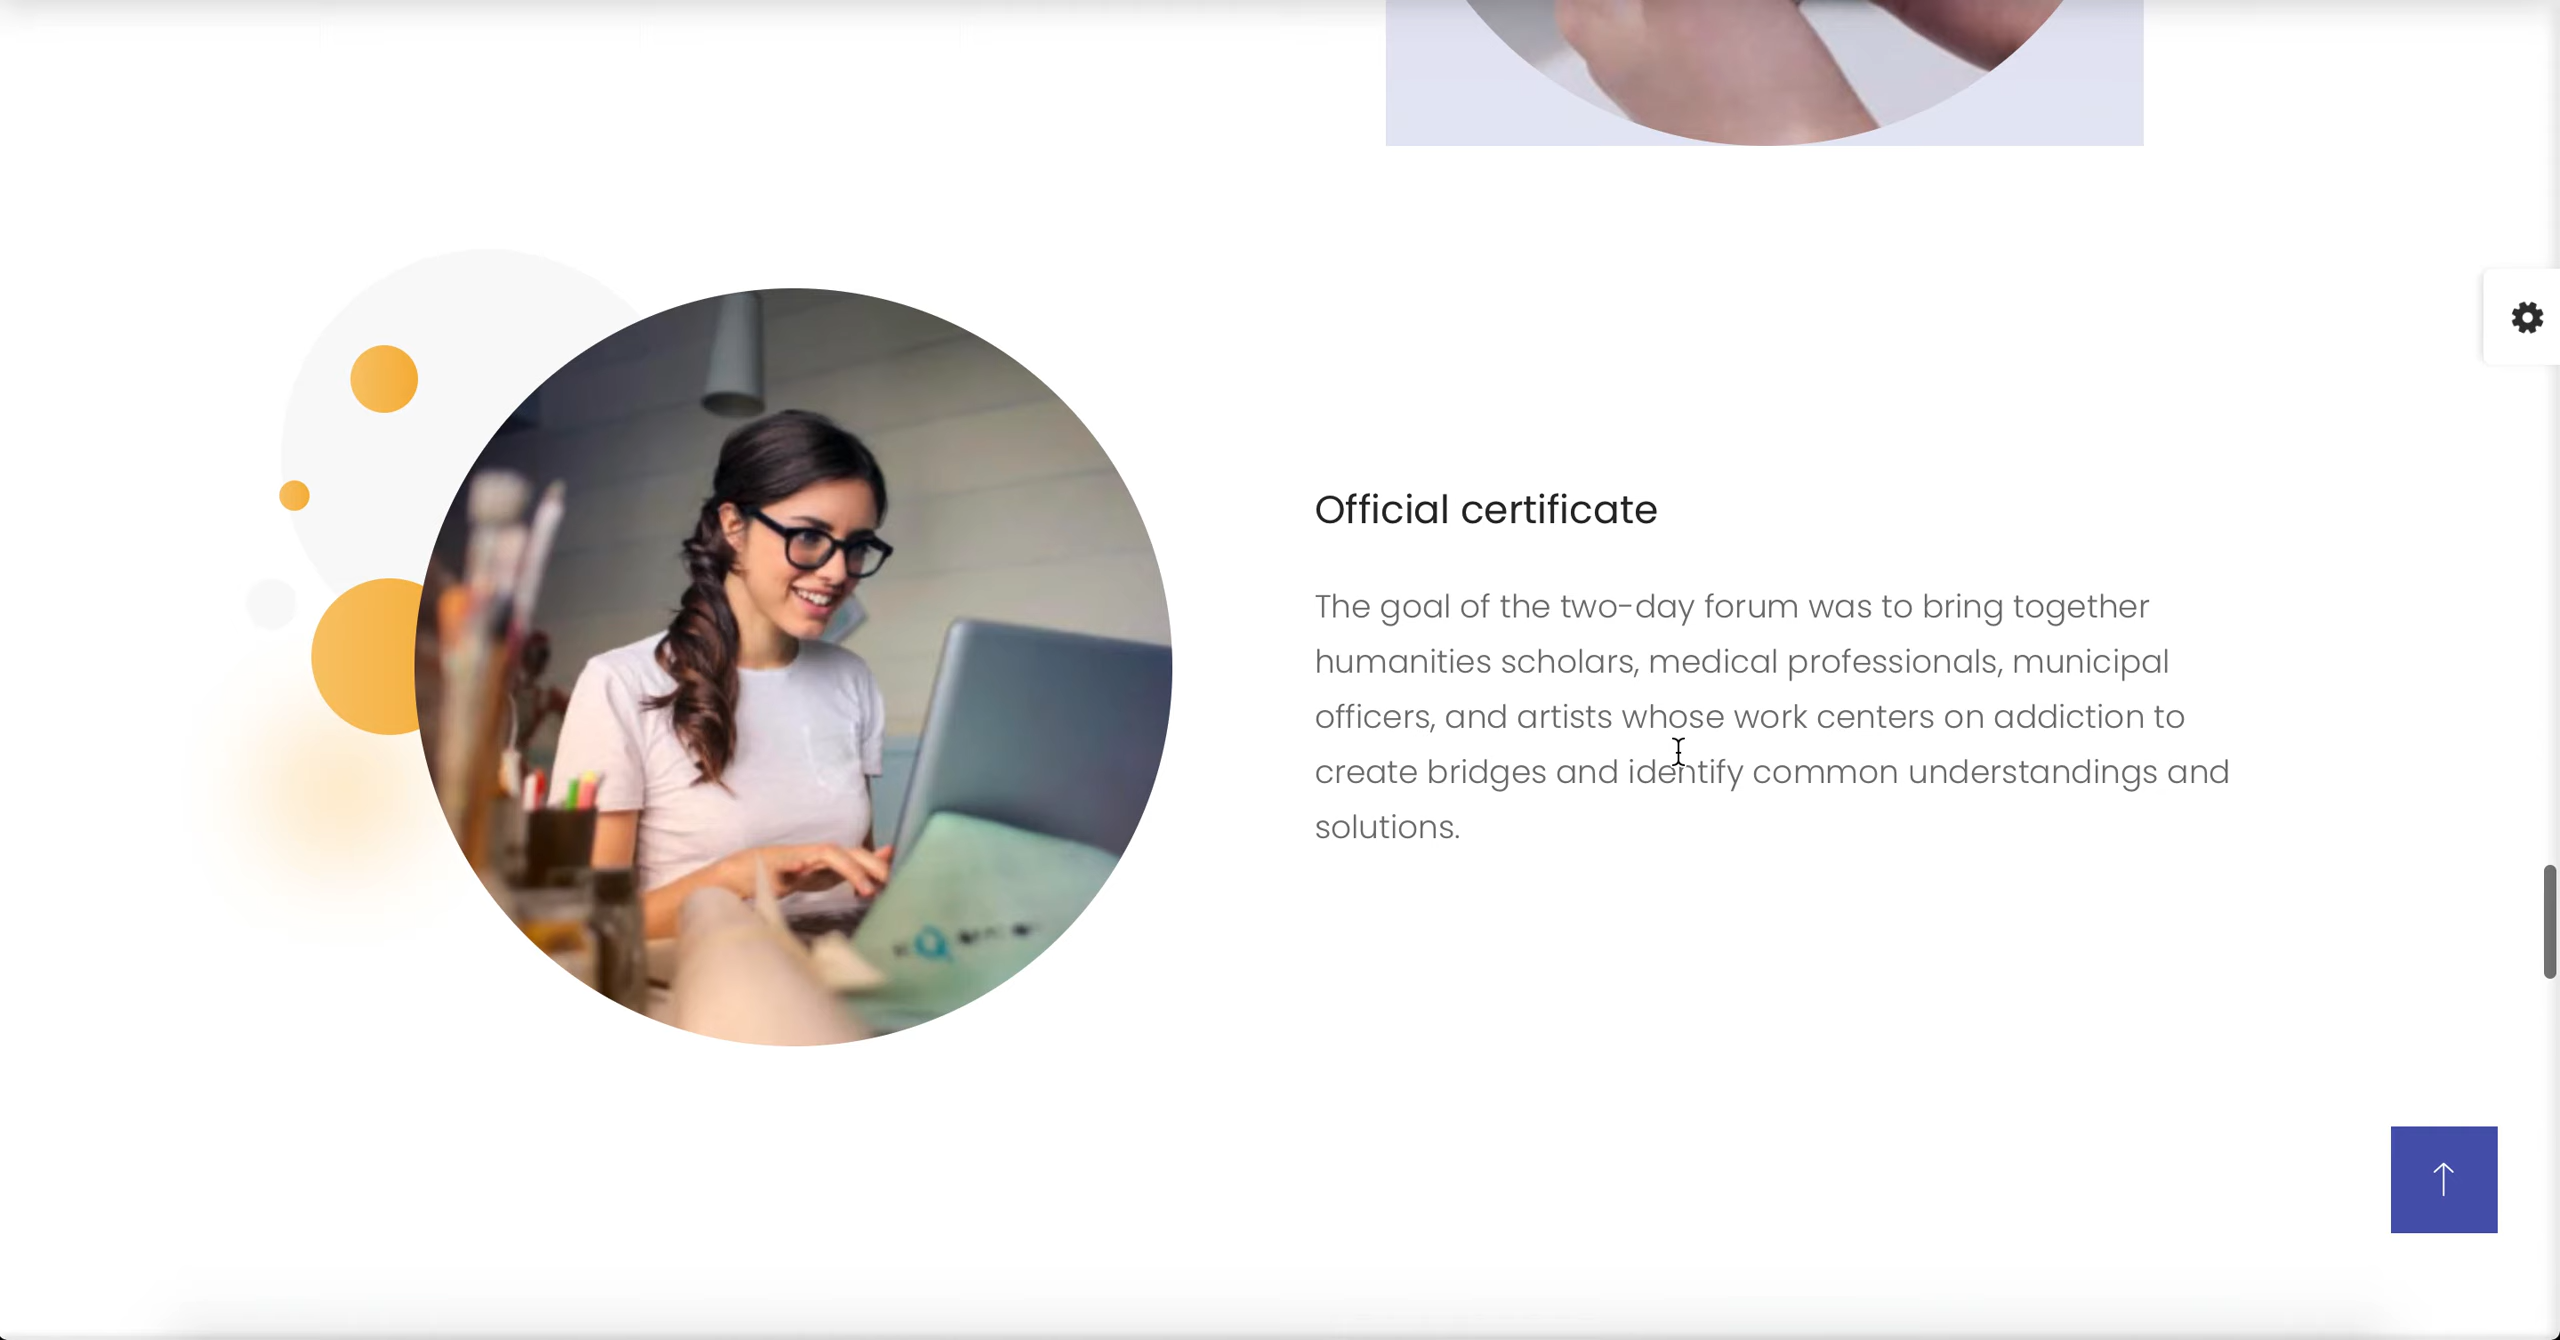 Official certificate
The goal of the two-day forum was to bring together
humanities scholars, medical professionals, municipal
officers, and artists whose work centers on addiction to
create bridges and identify common understandings and
solutions.